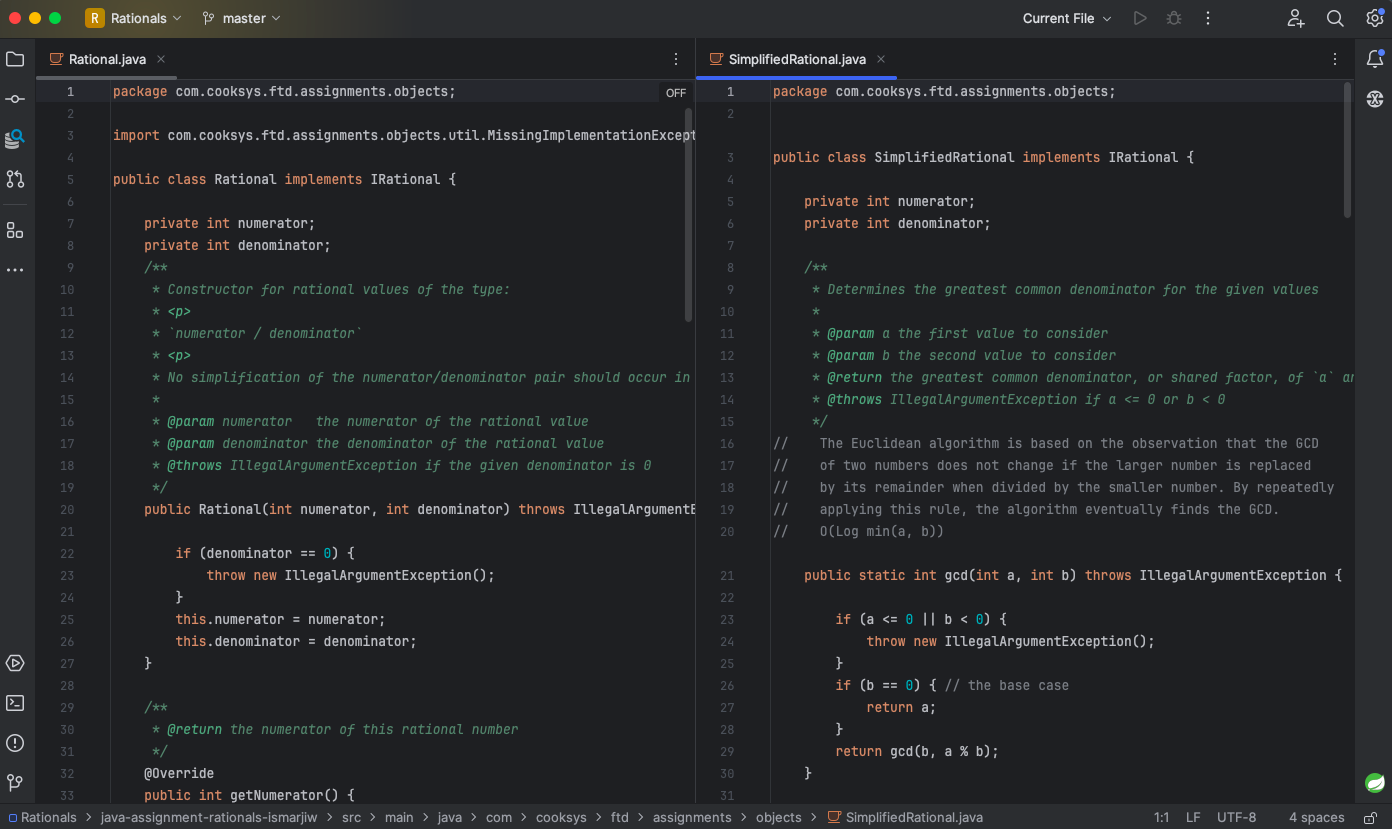 R Rationals master Current File
Rational.java
1 package com.cooksys.ftd.assignments.objects; OFF
2
3 import com.cooksys.ftd.assignments.objects.util.MissingImplementationExcept
4
5 public class Rational implements IRational {
6
7 private int numerator;
8 private int denominator;
9 /**
10 * Constructor for rational values of the type:
11 * <p>
12 * `numerator / denominator`
13 * <p>
14 * No simplification of the numerator/denominator pair should occur in
15 *
16 * @param numerator   the numerator of the rational value
17 * @param denominator the denominator of the rational value
18 * @throws IllegalArgumentException if the given denominator is 0
19 */
20 public Rational(int numerator, int denominator) throws IllegalArgumentE
21
22 if (denominator == 0) {
23 throw new IllegalArgumentException();
24 }
25 this.numerator = numerator;
26 this.denominator = denominator;
27 }
28
29 /**
30 * @return the numerator of this rational number
31 */
32 @Override
33 public int getNumerator() {
SimplifiedRational.java
1 package com.cooksys.ftd.assignments.objects;
2
3 public class SimplifiedRational implements IRational {
4
5 private int numerator;
6 private int denominator;
7
8 /**
9 * Determines the greatest common denominator for the given values
10 *
11 * @param a the first value to consider
12 * @param b the second value to consider
13 * @return the greatest common denominator, or shared factor, of `a` an
14 * @throws IllegalArgumentException if a <= 0 or b < 0
15 */
16 // The Euclidean algorithm is based on the observation that the GCD
17 // of two numbers does not change if the larger number is replaced
18 // by its remainder when divided by the smaller number. By repeatedly
19 // applying this rule, the algorithm eventually finds the GCD.
20 // O(Log min(a, b))
21 public static int gcd(int a, int b) throws IllegalArgumentException {
22
23 if (a <= 0 || b < 0) {
24 throw new IllegalArgumentException();
25 }
26 if (b == 0) { // the base case
27 return a;
28 }
29 return gcd(b, a % b);
30 }
31
Rationals > java-assignment-rationals-ismarjiw > src > main > java > com > cooksys > ftd > assignments > objects > SimplifiedRational.java 1:1 LF UTF-8 4 spaces